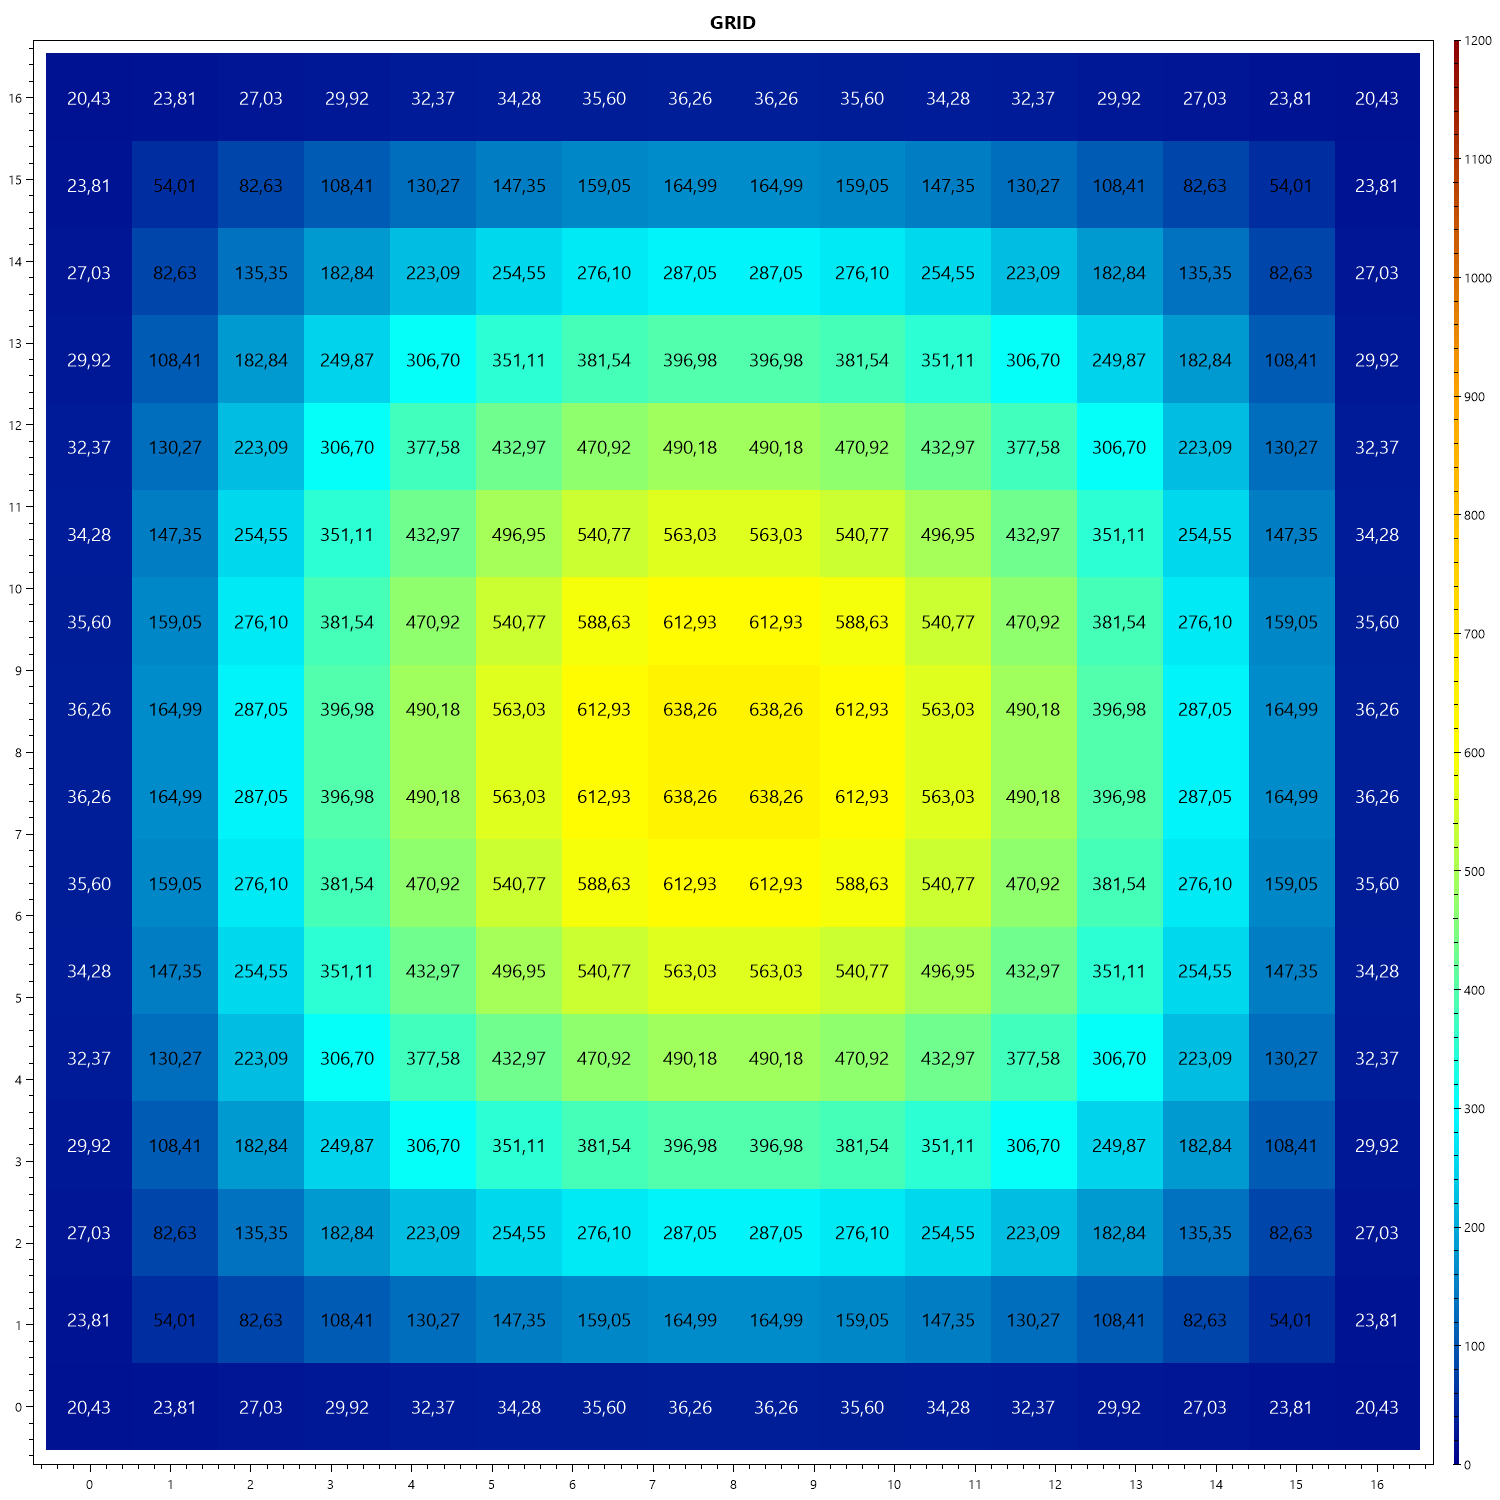 GRID
20,43 23,81 27,03 29,92 32,37 34,28 35,60 36,26 36,26 35,60 34,28 32,37 29,92 27,03 23,81 20,43
23,81 54,01 82,63 108,41 130,27 147,35 159,05 164,99 164,99 159,05 147,35 130,27 108,41 82,63 54,01 23,81
27,03 82,63 135,35 182,84 223,09 254,55 276,10 287,05 287,05 276,10 254,55 223,09 182,84 135,35 82,63 27,03
29,92 108,41 182,84 249,87 306,70 351,11 381,54 396,98 396,98 381,54 351,11 306,70 249,87 182,84 108,41 29,92
32,37 130,27 223,09 306,70 377,58 432,97 470,92 490,18 490,18 470,92 432,97 377,58 306,70 223,09 130,27 32,37
34,28 147,35 254,55 351,11 432,97 496,95 540,77 563,03 563,03 540,77 496,95 432,97 351,11 254,55 147,35 34,28
35,60 159,05 276,10 381,54 470,92 540,77 588,63 612,93 612,93 588,63 540,77 470,92 381,54 276,10 159,05 35,60
36,26 164,99 287,05 396,98 490,18 563,03 612,93 638,26 638,26 612,93 563,03 490,18 396,98 287,05 164,99 36,26
36,26 164,99 287,05 396,98 490,18 563,03 612,93 638,26 638,26 612,93 563,03 490,18 396,98 287,05 164,99 36,26
35,60 159,05 276,10 381,54 470,92 540,77 588,63 612,93 612,93 588,63 540,77 470,92 381,54 276,10 159,05 35,60
34,28 147,35 254,55 351,11 432,97 496,95 540,77 563,03 563,03 540,77 496,95 432,97 351,11 254,55 147,35 34,28
32,37 130,27 223,09 306,70 377,58 432,97 470,92 490,18 490,18 470,92 432,97 377,58 306,70 223,09 130,27 32,37
29,92 108,41 182,84 249,87 306,70 351,11 381,54 396,98 396,98 381,54 351,11 306,70 249,87 182,84 108,41 29,92
27,03 82,63 135,35 182,84 223,09 254,55 276,10 287,05 287,05 276,10 254,55 223,09 182,84 135,35 82,63 27,03
23,81 54,01 82,63 108,41 130,27 147,35 159,05 164,99 164,99 159,05 147,35 130,27 108,41 82,63 54,01 23,81
20,43 23,81 27,03 29,92 32,37 34,28 35,60 36,26 36,26 35,60 34,28 32,37 29,92 27,03 23,81 20,43
16
15
14
13
12
11
10
9
8
7
6
5
4
3
2
1
0
0 1 2 3 4 5 6 7 8 9 10 11 12 13 14 15 16
1200
1100
1000
900
800
700
600
500
400
300
200
100
0